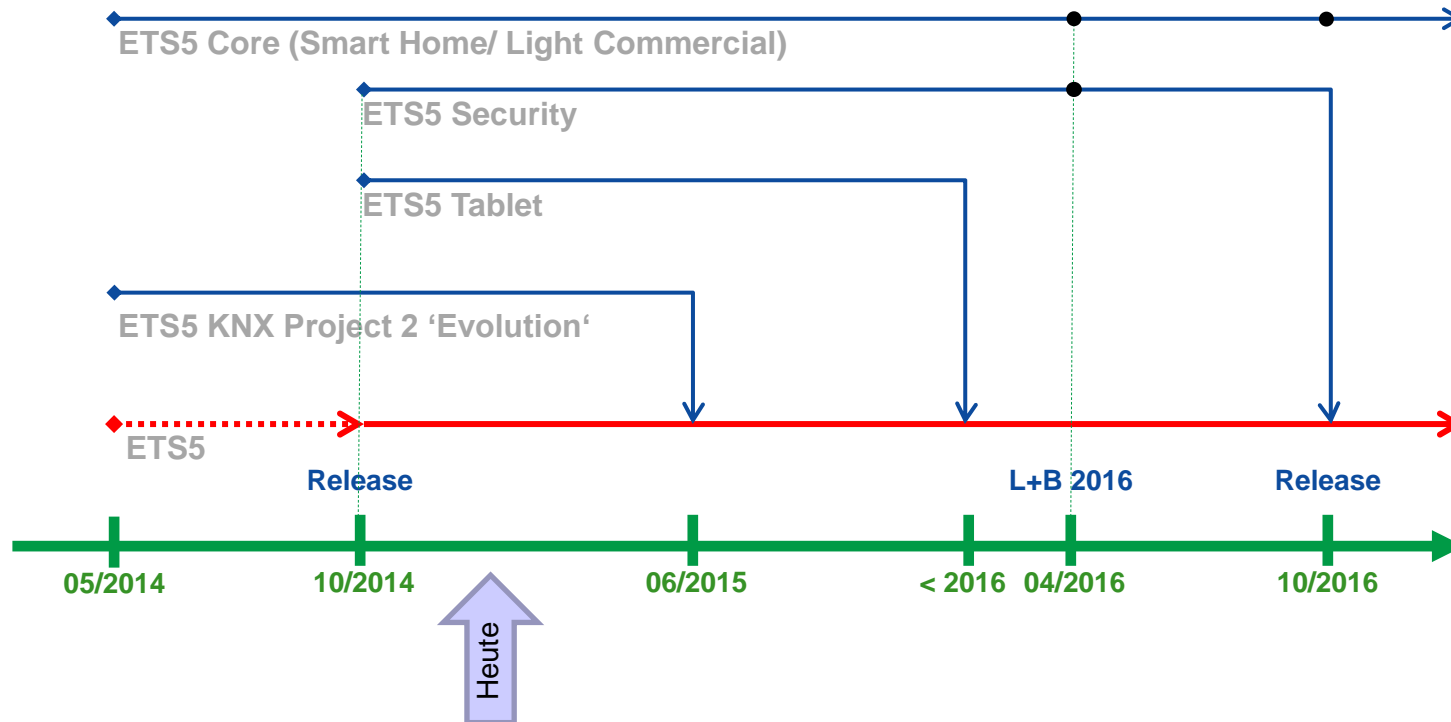 ETS5 Core (Smart Home/ Light Commercial)
ETS5 Security
ETS5 Tablet
ETS5 KNX Project 2 ‘Evolution‘
ETS5
Release
L+B 2016
Release
05/2014
10/2014
06/2015
< 2016
04/2016
10/2016
Heute